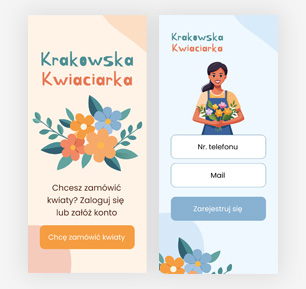 Krakowska
Kwiaciarka
Chcesz zamówić
kwiaty? Zaloguj się
lub załóż konto
Chcę zamówić kwiaty
Krakowska
Kwiaciarka
Nr. telefonu
Mail
Zarejestruj się